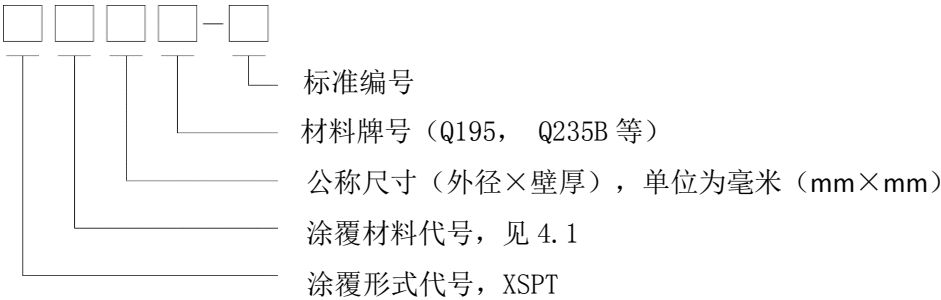 标准编号
材料牌号（Q195， Q235B 等）
公称尺寸（外径×壁厚），单位为毫米（mm×mm）
涂覆材料代号，见 4.1
涂覆形式代号，XSPT